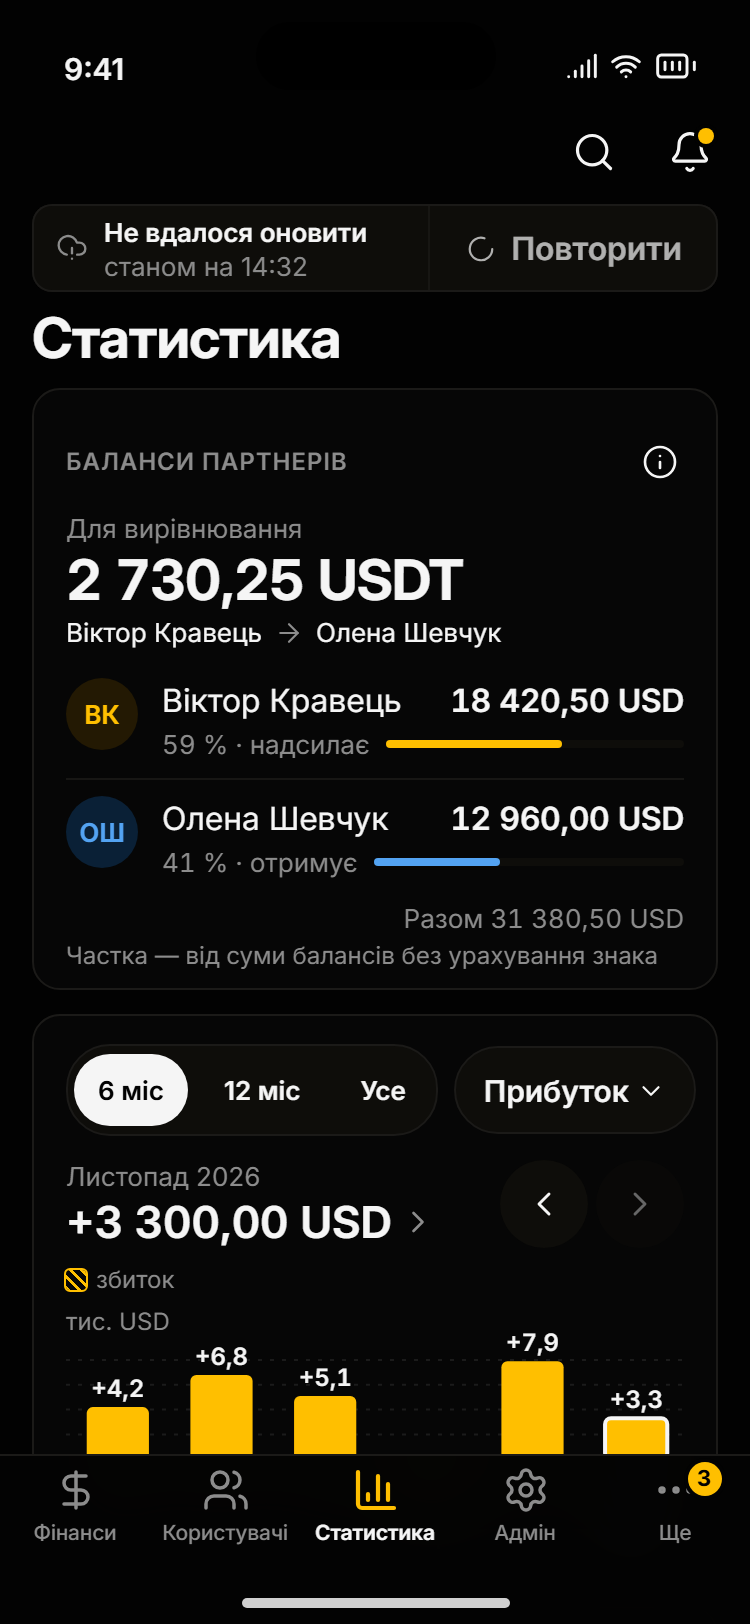 9:41
Не вдалося оновити
станом на 14:32
Повторити
Статистика
БАЛАНСИ ПАРТНЕРІВ
Для вирівнювання
2 730,25 USDT
Віктор Кравець → Олена Шевчук
ВК
Віктор Кравець 18 420,50 USD
59 % · надсилає
ОШ
Олена Шевчук 12 960,00 USD
41 % · отримує
Разом 31 380,50 USD
Частка — від суми балансів без урахування знака
6 міс 12 міс Усе Прибуток
Листопад 2026
+3 300,00 USD
збиток
тис. USD
+4,2 +6,8 +5,1 +7,9 +3,3
3
Фінанси Користувачі Статистика Адмін Ще